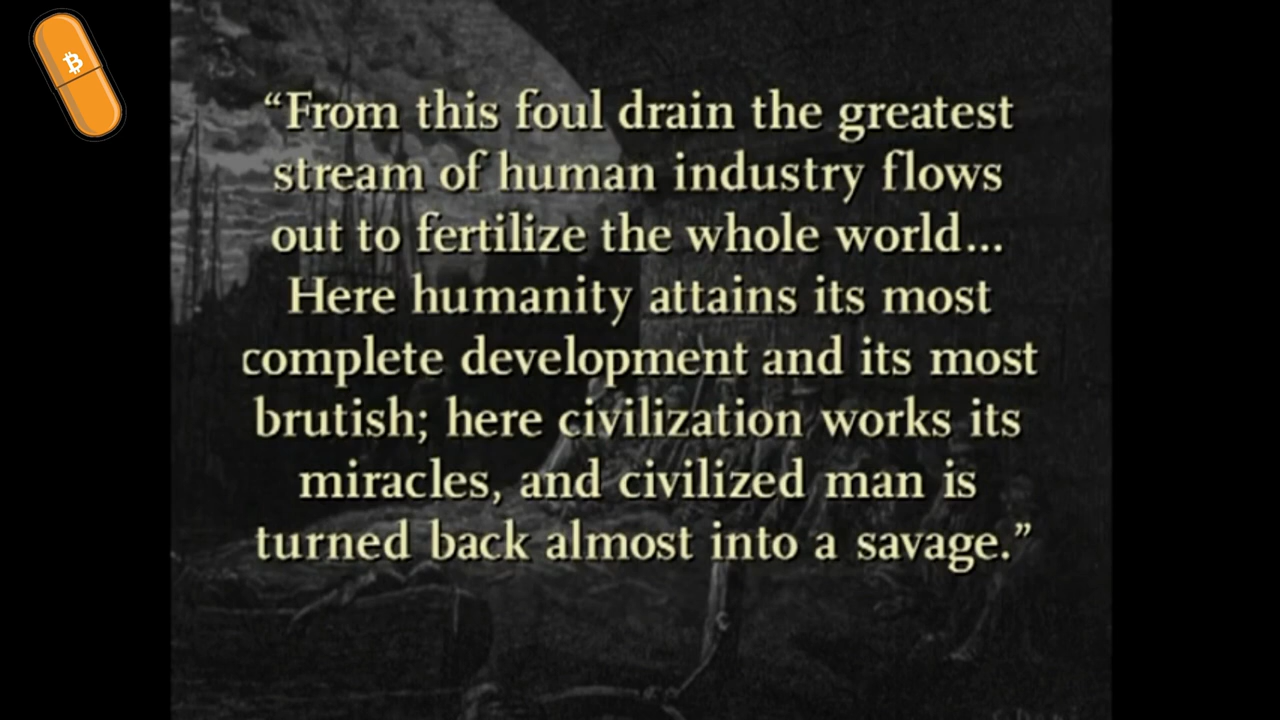 “From this foul drain the greatest
stream of human industry flows
out to fertilize the whole world...
Here humanity attains its most
complete development and its most
brutish; here civilization works its
miracles, and civilized man is
turned back almost into a savage.”